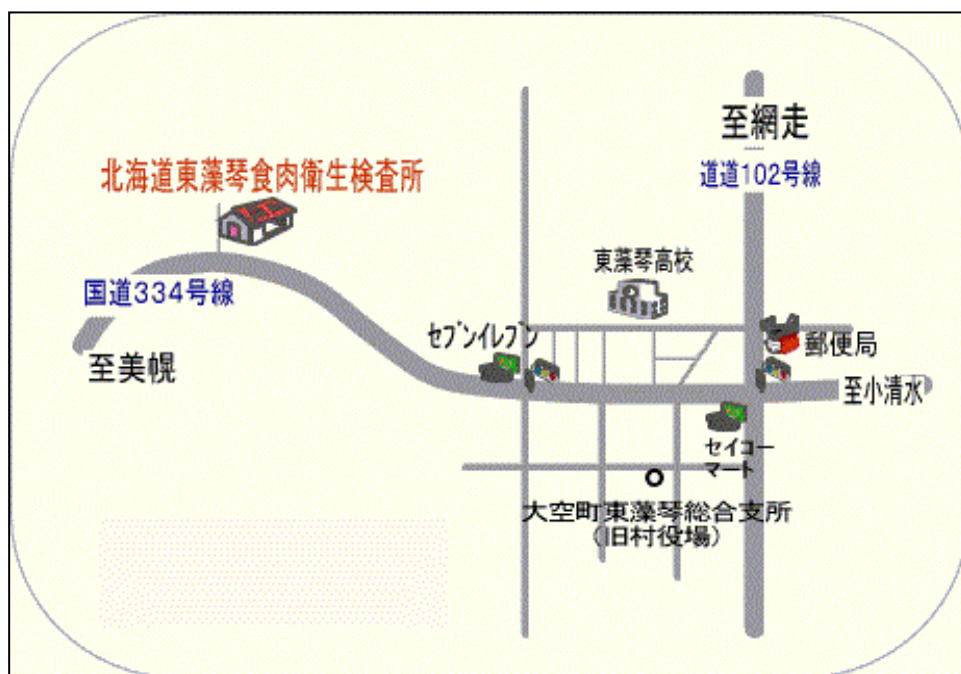 至網走
道道102号線
北海道東藻琴食肉衛生検査所
東藻琴高校
国道334号線
セブンイレブン
郵便局
至美幌
至小清水
セイコー
マート
大空町東藻琴総合支所
（旧村役場）